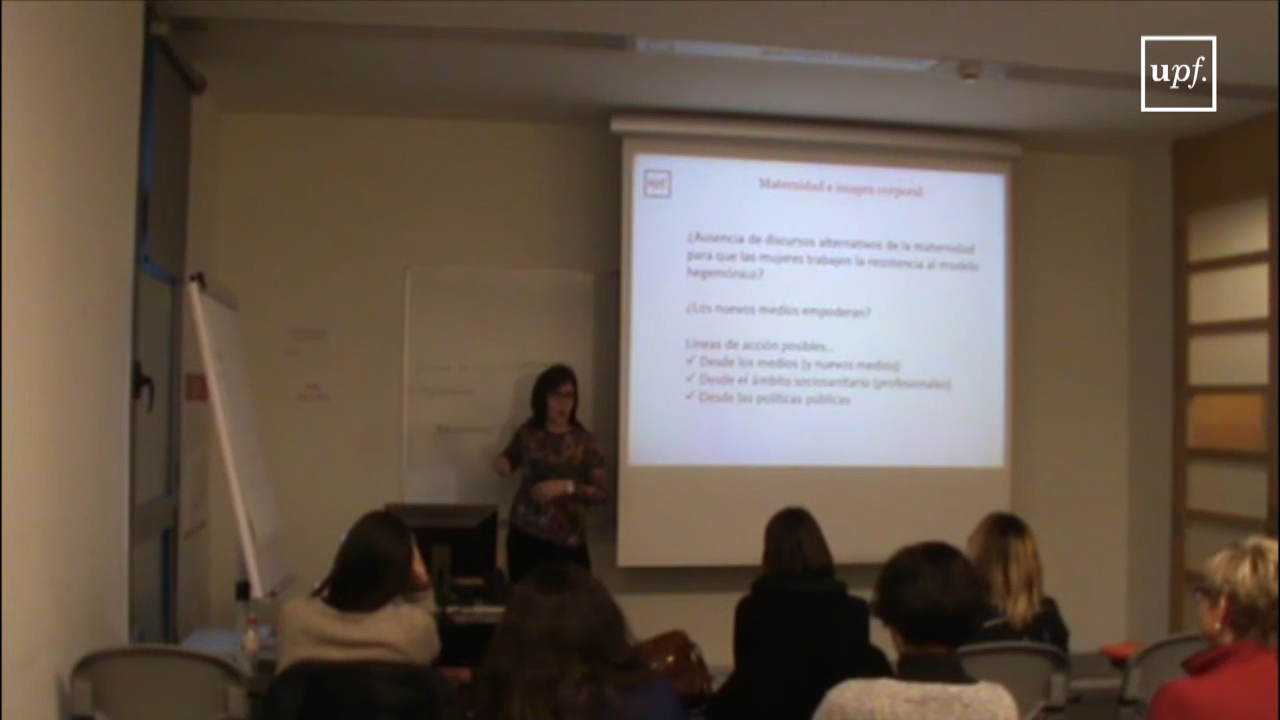 upf.
upf.
Maternidad e imagen corporal
¿Ausencia de discursos alternativos de la maternidad
para que las mujeres trabajen la resistencia al modelo
hegemónico?
¿Los nuevos medios empoderan?
Líneas de acción posibles...
✓ Desde los medios (y nuevos medios)
✓ Desde el ámbito sociosanitario (profesionales)
✓ Desde las políticas públicas